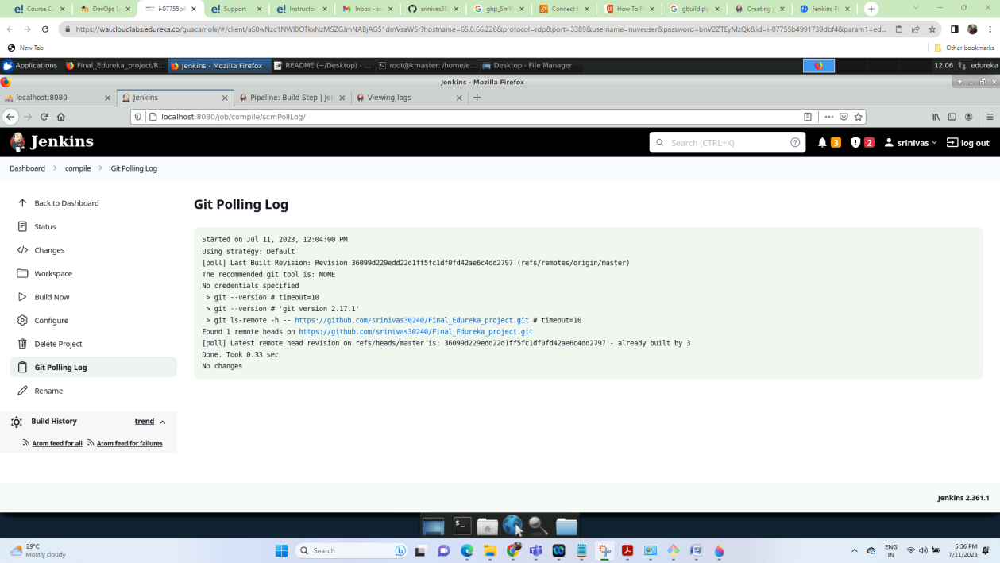 Course Cu
DevOps La
i-07755b4
Support
Instructor
Inbox - sri
srinivas30
ghp_5mYV
Connect t
How To Fi
gbuild pip
Creating y
Jenkins Pi
https://wai.cloudlabs.edureka.co/guacamole/#/client/aS0wNzc1NWI0OTkxNzM5ZGJmNABjAG51dmVsaW5r?hostname=65.0.66.226&protocol=rdp&port=3389&username=nuveuser&password=bnV2ZTEyMzQk&id=i-07755b4991739dbf4&param1=ed...
New Tab
Other bookmarks
Applications
Final_Edureka_project/R...
Jenkins - Mozilla Firefox
README (~/Desktop) - ...
root@kmaster: /home/e...
Desktop - File Manager
12:06
edureka
Jenkins - Mozilla Firefox
localhost:8080
Jenkins
Pipeline: Build Step | Jen
Viewing logs
localhost:8080/job/compile/scmPollLog/
Jenkins
Search (CTRL+K)
3
2
srinivas
log out
Dashboard
compile
Git Polling Log
Back to Dashboard
Status
Changes
Workspace
Build Now
Configure
Delete Project
Git Polling Log
Rename
Build History
trend
Atom feed for all
Atom feed for failures
Git Polling Log
Started on Jul 11, 2023, 12:04:00 PM
Using strategy: Default
[poll] Last Built Revision: Revision 36099d229edd22d1ff5fc1df0fd42ae6c4dd2797 (refs/remotes/origin/master)
The recommended git tool is: NONE
No credentials specified
> git --version # timeout=10
> git --version # 'git version 2.17.1'
> git ls-remote -h -- https://github.com/srinivas30240/Final_Edureka_project.git # timeout=10
Found 1 remote heads on https://github.com/srinivas30240/Final_Edureka_project.git
[poll] Latest remote head revision on refs/heads/master is: 36099d229edd22d1ff5fc1df0fd42ae6c4dd2797 - already built by 3
Done. Took 0.33 sec
No changes
Jenkins 2.361.1
29°C
Mostly cloudy
Search
ENG
IN
5:36 PM
7/11/2023